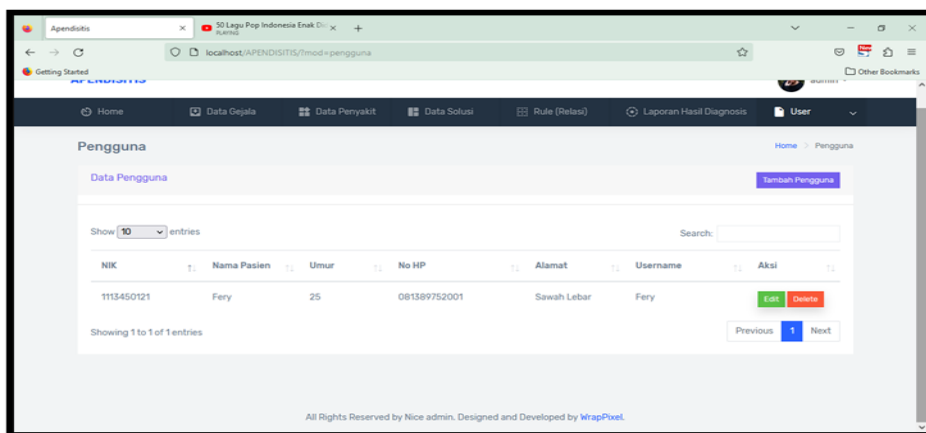 Apendisitis
50 Lagu Pop Indonesia Enak Di
PLAYING
localhost/APENDISITIS/?mod=pengguna
New
Getting Started
Other Bookmarks
APENDISITIS
admin
Home
Data Gejala
Data Penyakit
Data Solusi
Rule (Relasi)
Laporan Hasil Diagnosis
User
Pengguna
Home > Pengguna
Data Pengguna
Tambah Pengguna
Show 10 entries
Search:
NIK Nama Pasien Umur No HP Alamat Username Aksi
1113450121 Fery 25 081389752001 Sawah Lebar Fery Edit Delete
Showing 1 to 1 of 1 entries
Previous 1 Next
All Rights Reserved by Nice admin. Designed and Developed by WrapPixel.